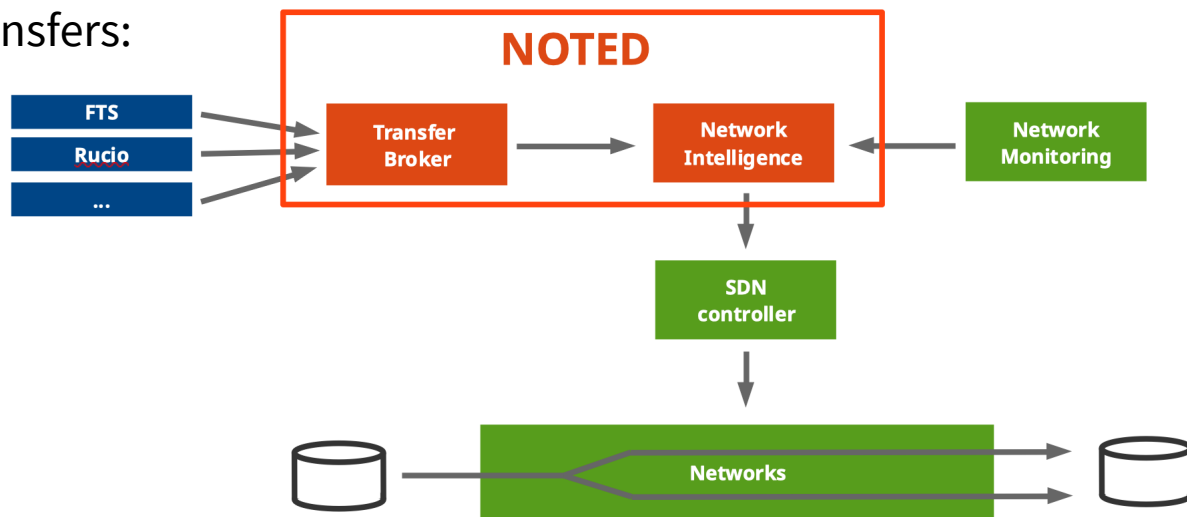 nsfers:
NOTED
FTS
Rucio
...
Transfer
Broker
Network
Intelligence
Network
Monitoring
SDN
controller
Networks